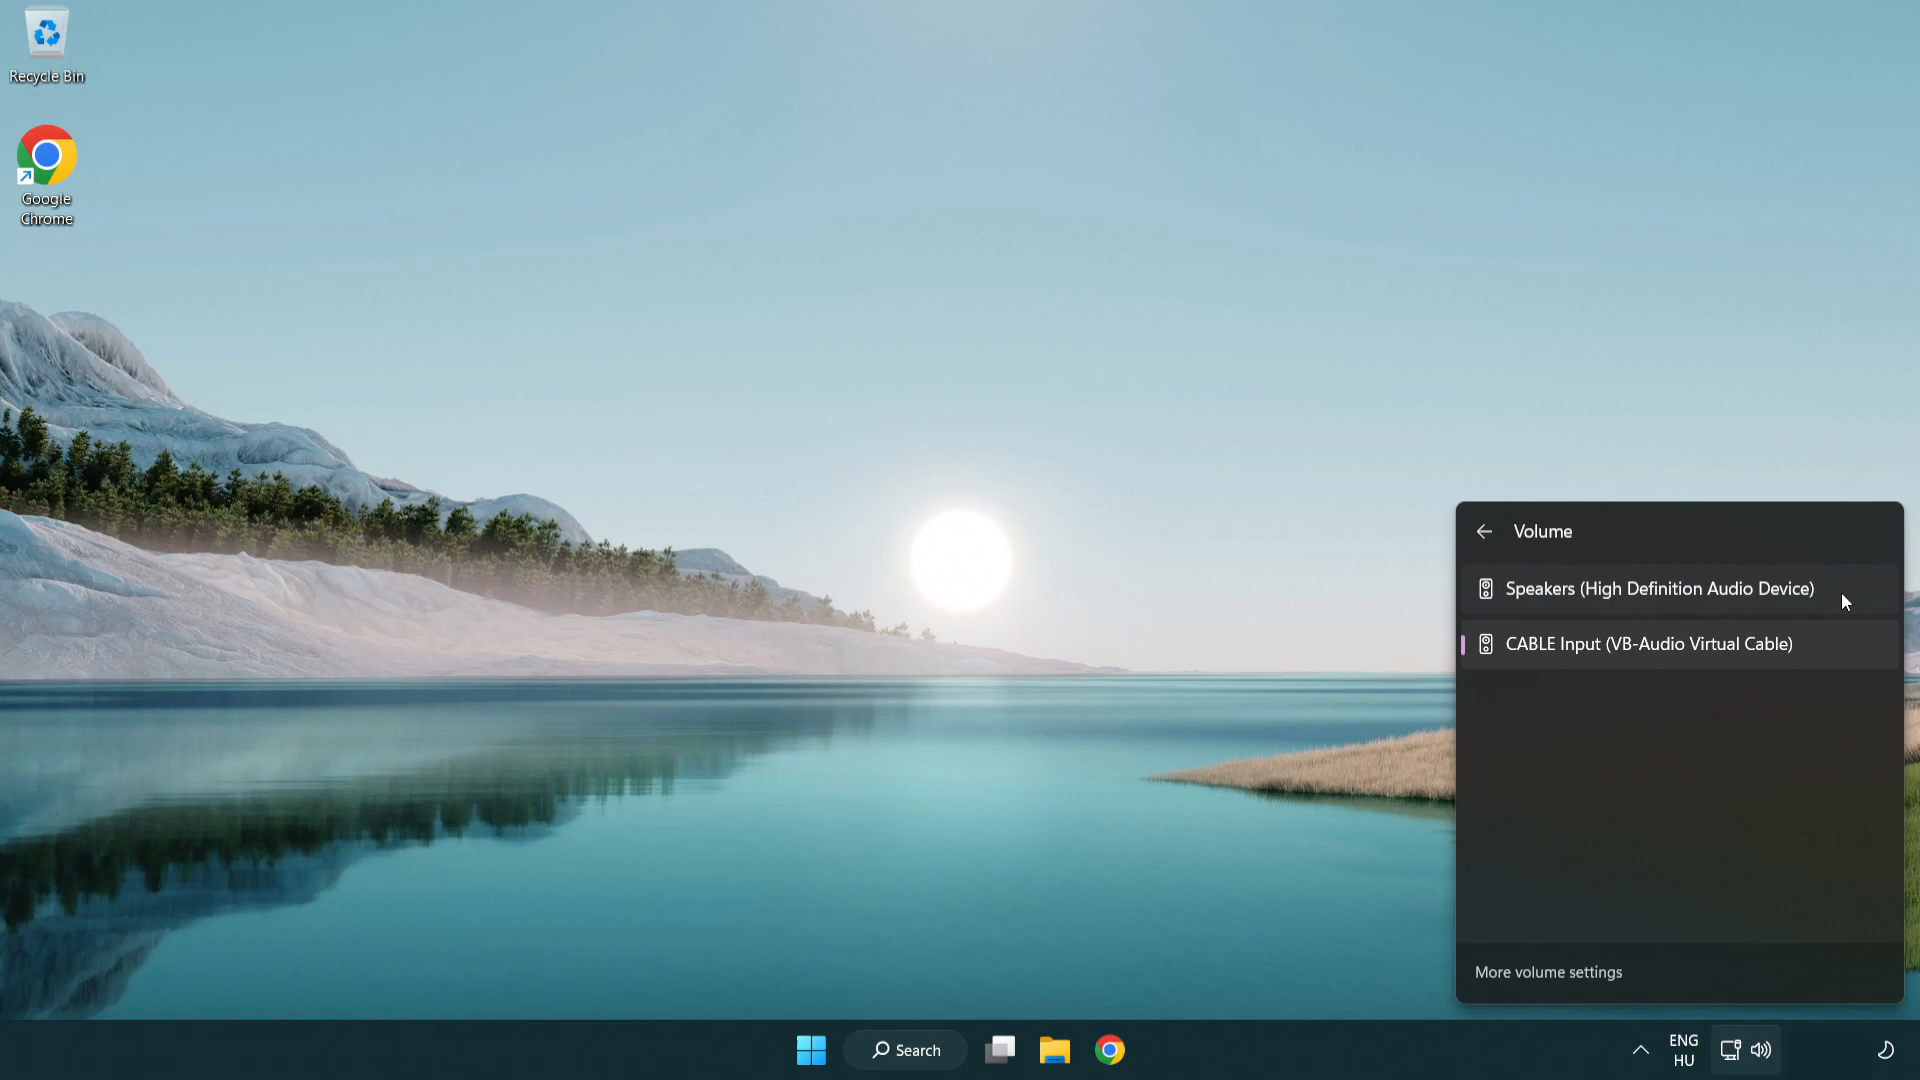 Recycle Bin
Google
Chrome
Volume
Speakers (High Definition Audio Device)
CABLE Input (VB-Audio Virtual Cable)
More volume settings
Search
ENG
HU